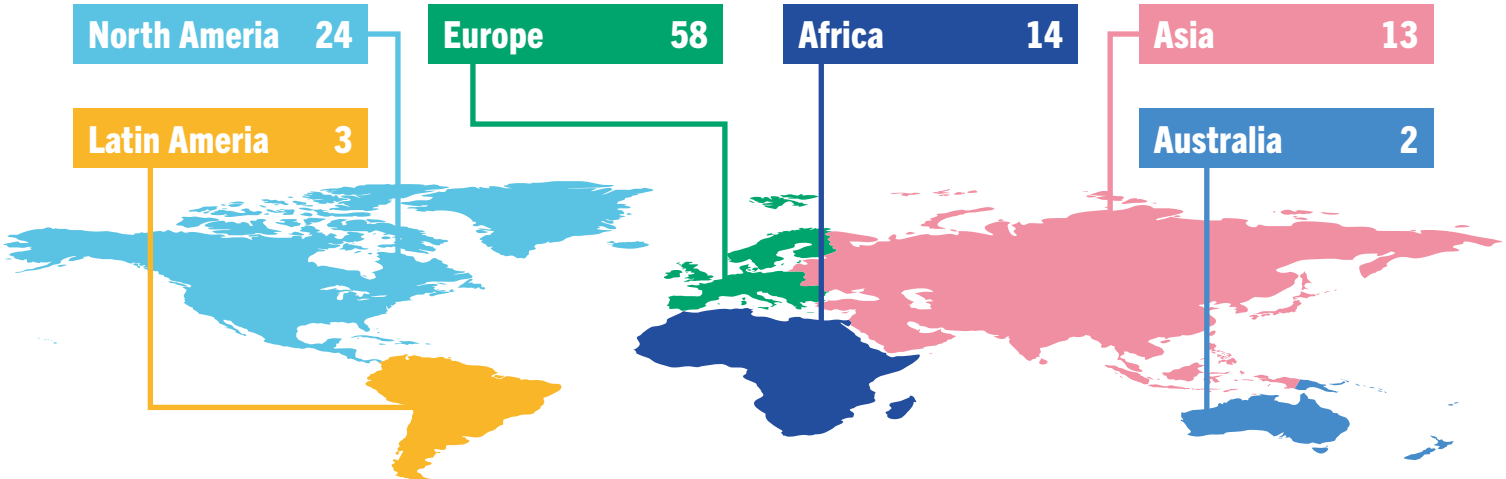 North Ameria 24
Europe 58
Africa 14
Asia 13
Latin Ameria 3
Australia 2